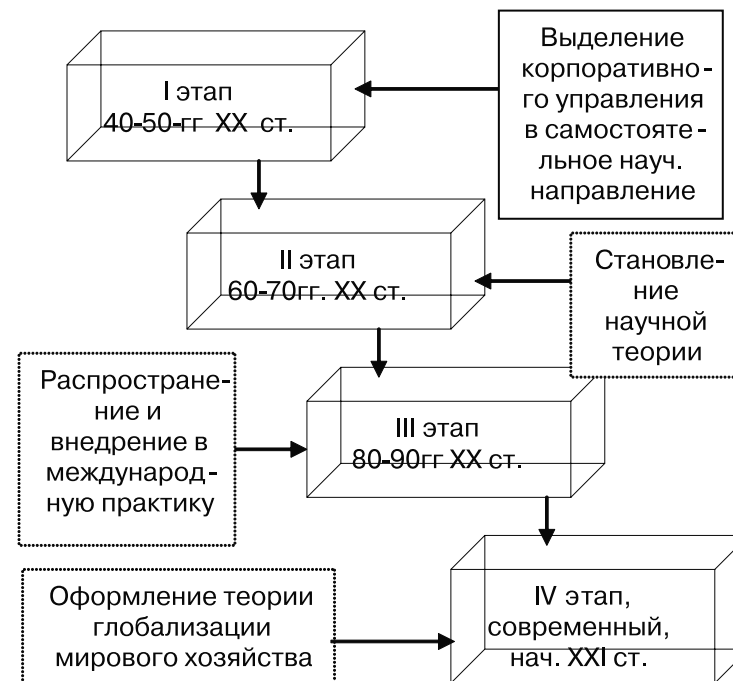 I этап
40-50-гг  XX  ст.
Выделение
корпоративно-
го управления
в самостояте-
льное науч.
направление
II этап
60-70гг. XX ст.
Становле-
ние
научной
теории
Распростране-
ние и
внедрение в
международ-
ную практику
III этап
80-90гг XX ст.
Оформление теории
глобализации
мирового хозяйства
IV этап,
современный,
нач. XXI ст.